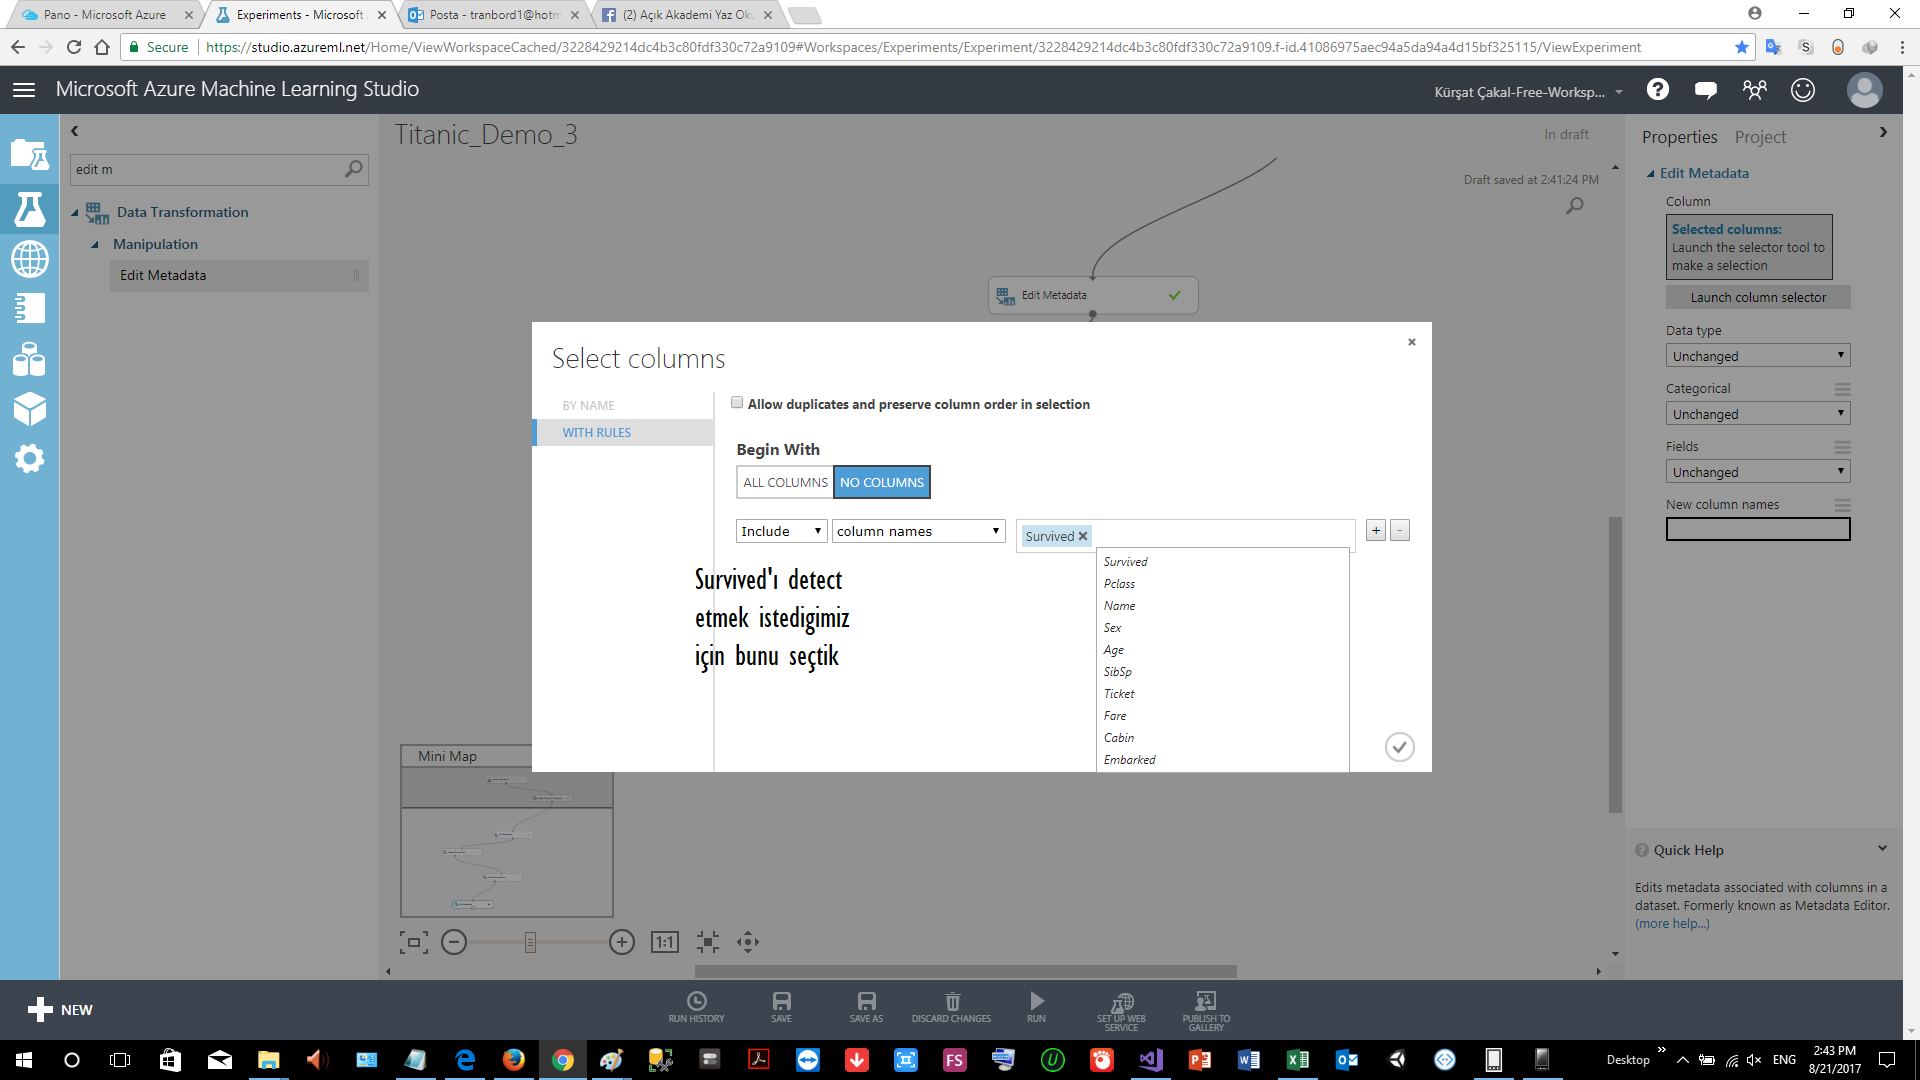 Pano - Microsoft Azure
Experiments - Microsoft
Posta - tranbord1@hotm
(2) Açık Akademi Yaz Ok
Secure
https://studio.azureml.net/Home/ViewWorkspaceCached/3228429214dc4b3c80fdf330c72a9109#Workspaces/Experiments/Experiment/3228429214dc4b3c80fdf330c72a9109.f-id.41086975aec94a5da94a4d15bf325115/ViewExperiment
Microsoft Azure Machine Learning Studio
Kürşat Çakal-Free-Worksp...
edit m
Data Transformation
Manipulation
Edit Metadata
Titanic_Demo_3
In draft
Draft saved at 2:41:24 PM
Edit Metadata
Select columns
BY NAME
WITH RULES
Allow duplicates and preserve column order in selection
Begin With
ALL COLUMNS
NO COLUMNS
Include
column names
Survived
+
-
Survived
Pclass
Name
Sex
Age
SibSp
Ticket
Fare
Cabin
Embarked
Survived'ı detect
etmek istedigimiz
için bunu seçtik
Mini Map
1:1
Properties
Project
Edit Metadata
Column
Selected columns:
Launch the selector tool to
make a selection
Launch column selector
Data type
Unchanged
Categorical
Unchanged
Fields
Unchanged
New column names
Quick Help
Edits metadata associated with columns in a
dataset. Formerly known as Metadata Editor.
(more help...)
NEW
RUN HISTORY
SAVE
SAVE AS
DISCARD CHANGES
RUN
SET UP WEB
SERVICE
PUBLISH TO
GALLERY
FS
Desktop
ENG
2:43 PM
8/21/2017